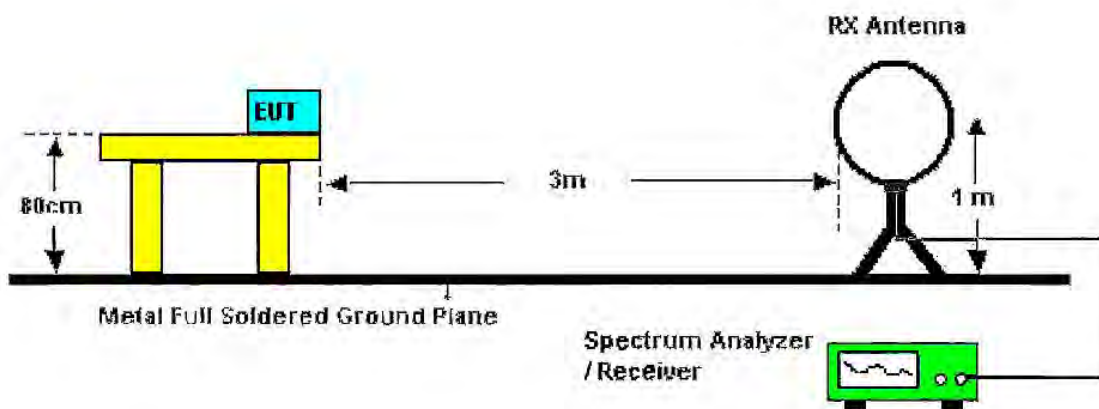 RX Antenna
EUT
80cm
3m
1 m
Metal Full Soldered Ground Plane
Spectrum Analyzer
/ Receiver